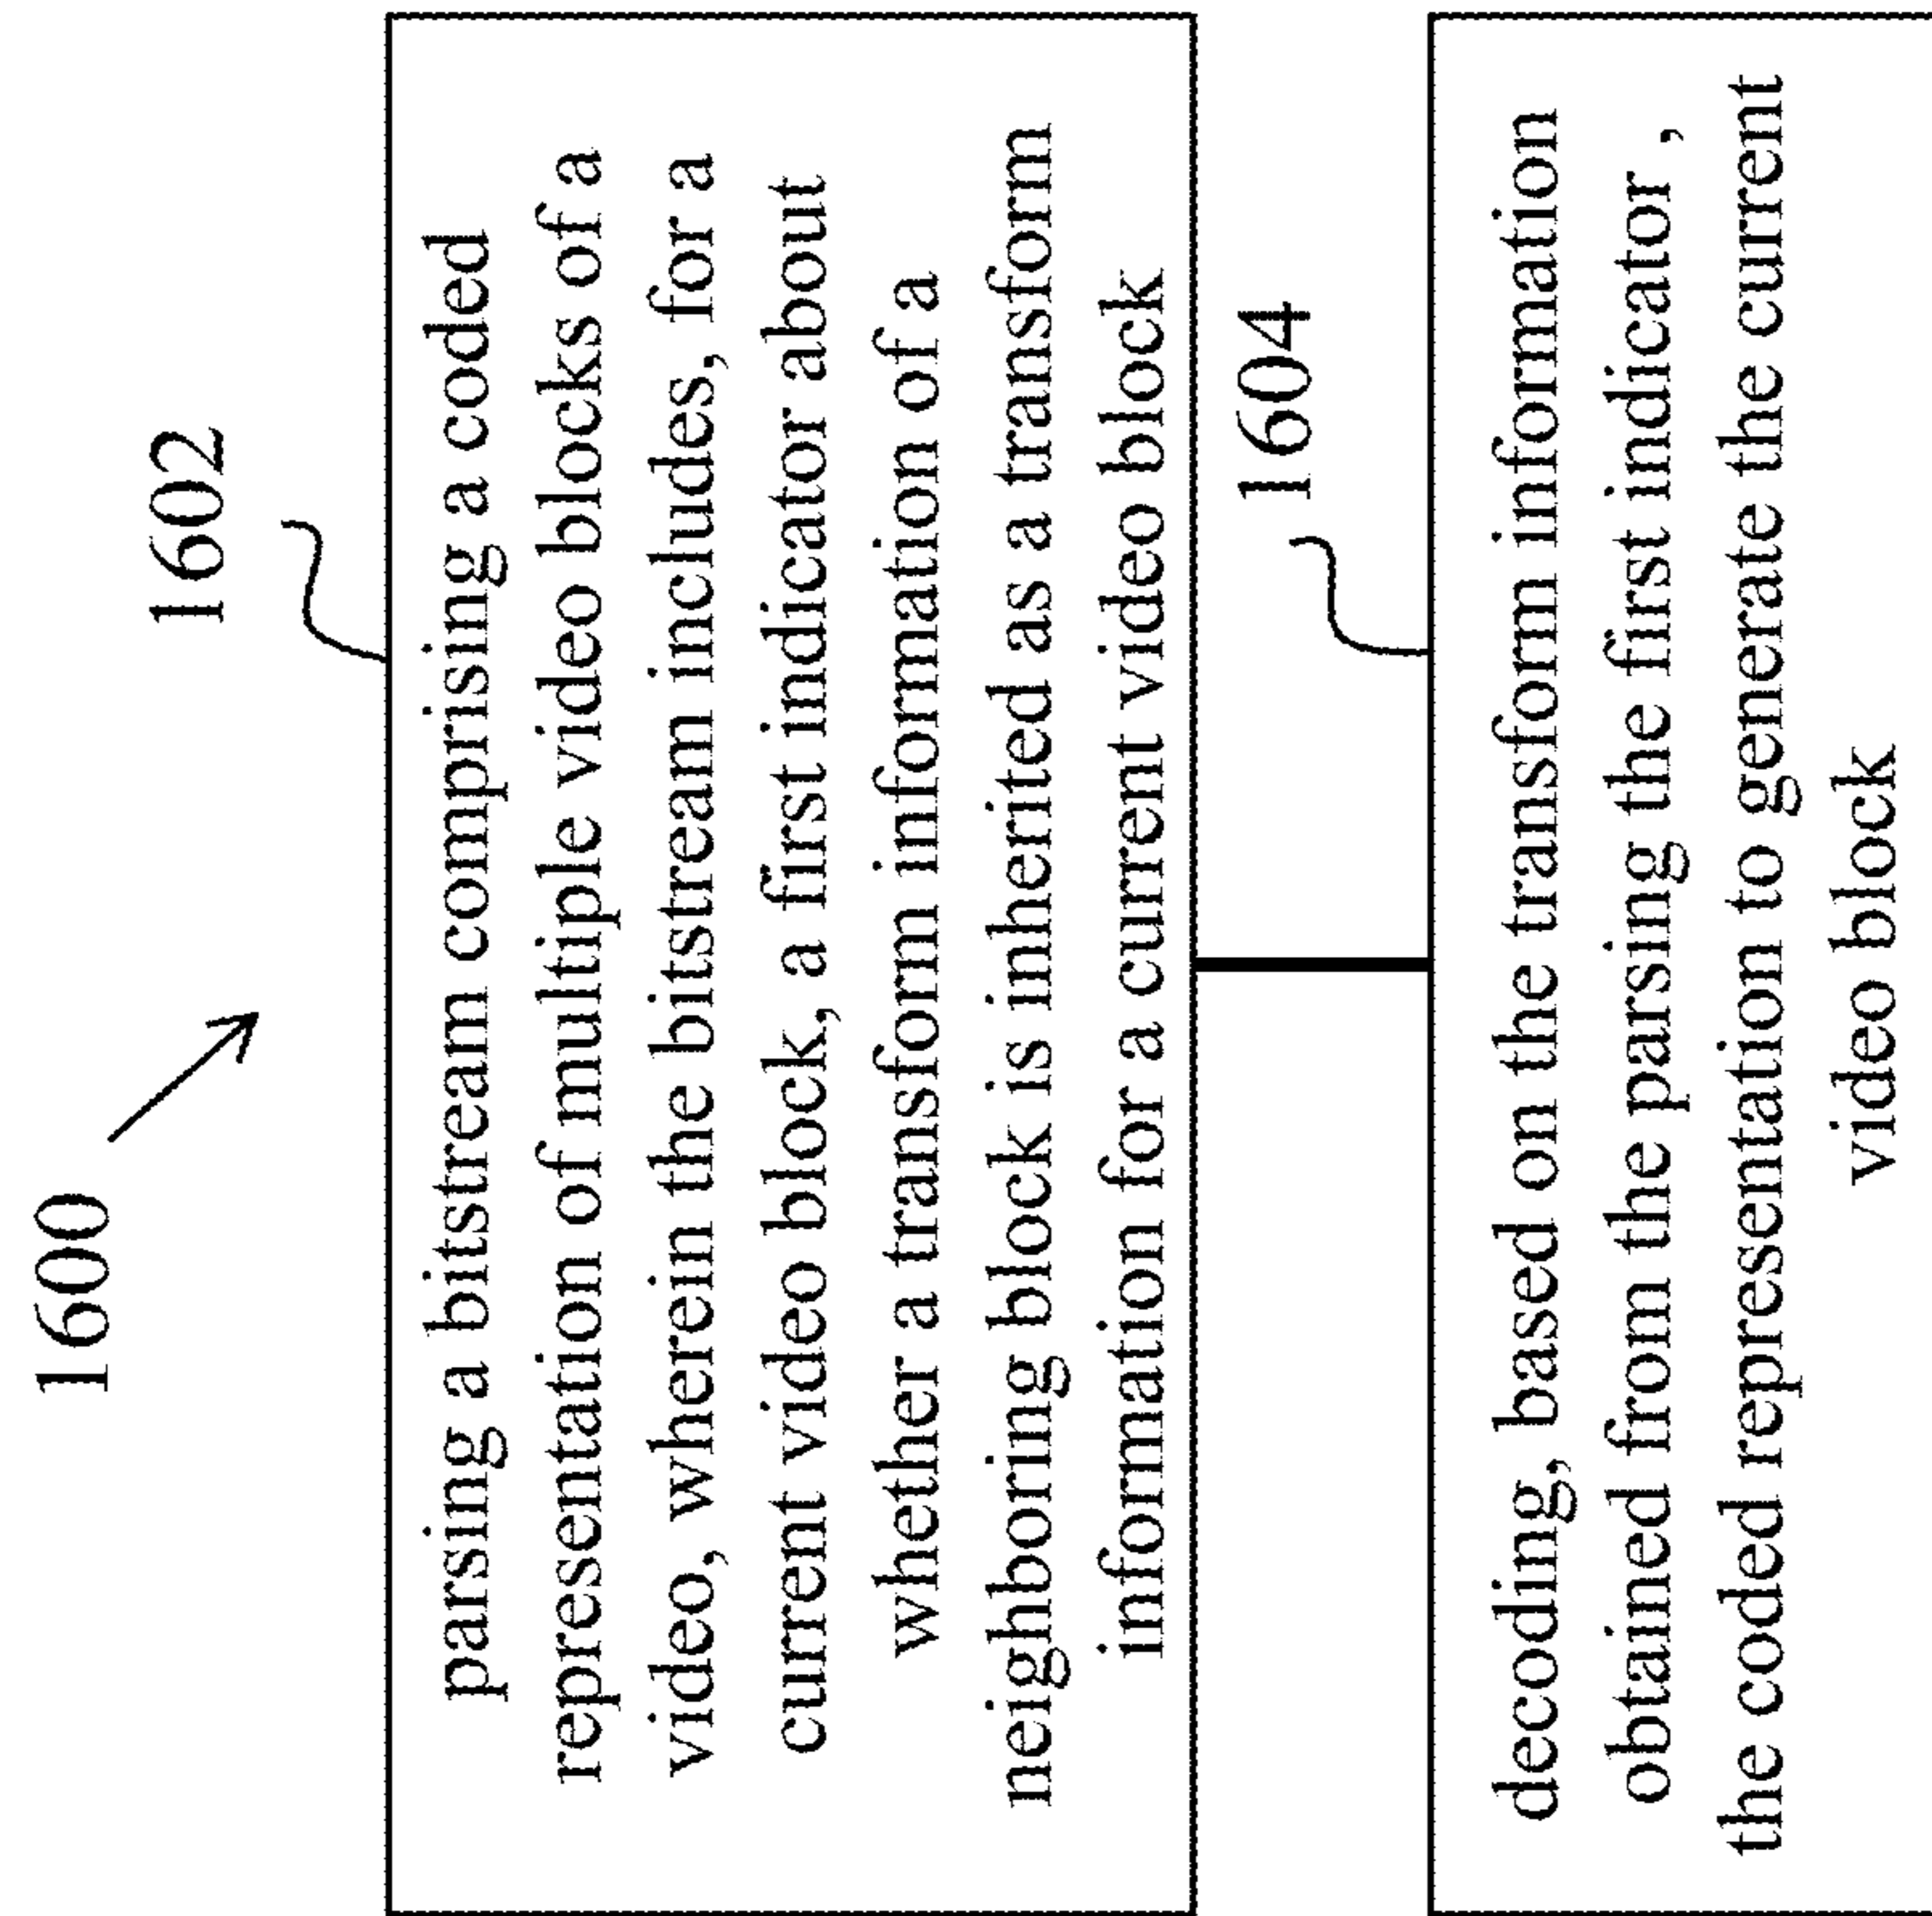 1600
1602
parsing a bitstream comprising a coded
representation of multiple video blocks of a
video, wherein the bitstream includes, for a
current video block, a first indicator about
whether a transform information of a
neighboring block is inherited as a transform
information for a current video block
1604
decoding, based on the transform information
obtained from the parsing the first indicator ,
the coded representation to generate the current
video block